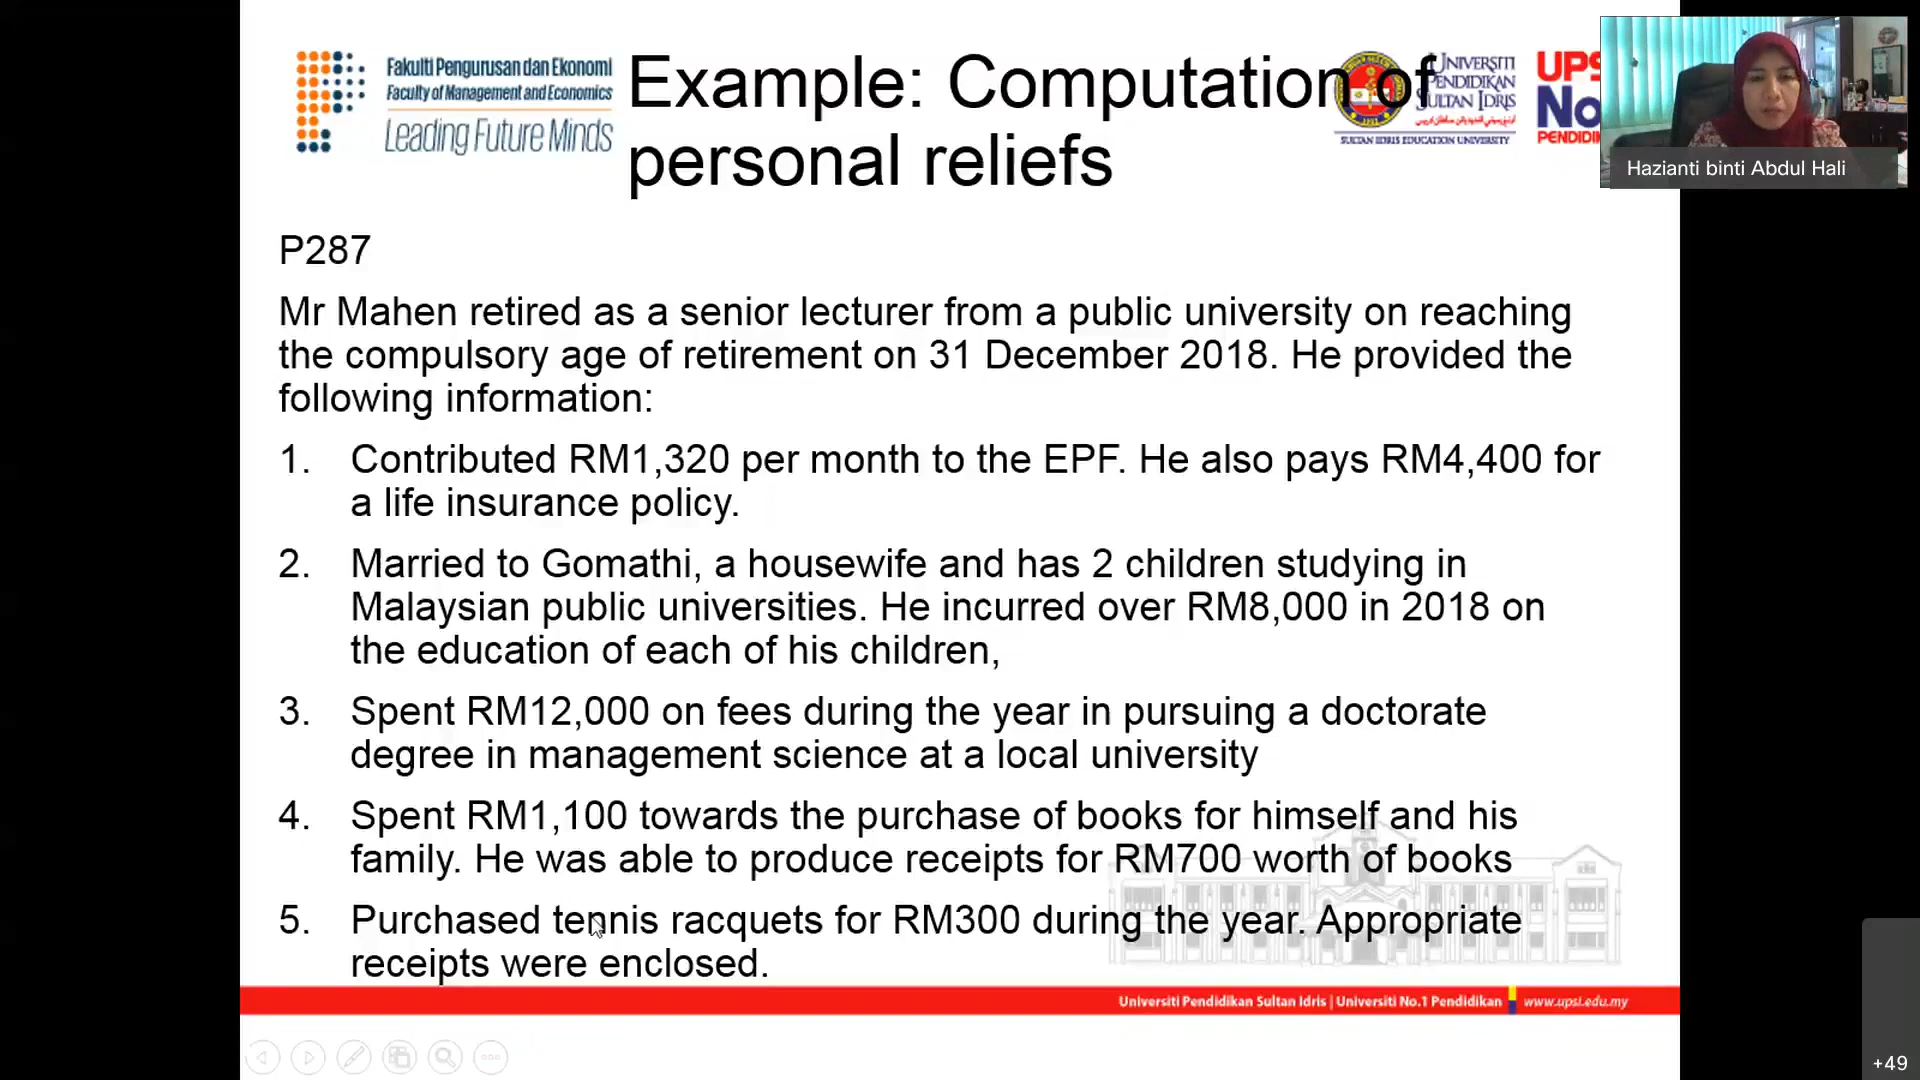 Fakulti Pengurusan dan Ekonomi
Faculty of Management and Economics
Leading Future Minds
Example: Computation of
personal reliefs
UNIVERSITI
PENDIDIKAN
SULTAN IDRIS
SULTAN IDRIS EDUCATION UNIVERSITY
UPS
No
PENDIDI
Hazianti binti Abdul Hali
P287
Mr Mahen retired as a senior lecturer from a public university on reaching
the compulsory age of retirement on 31 December 2018. He provided the
following information:
1. Contributed RM1,320 per month to the EPF. He also pays RM4,400 for
a life insurance policy.
2. Married to Gomathi, a housewife and has 2 children studying in
Malaysian public universities. He incurred over RM8,000 in 2018 on
the education of each of his children,
3. Spent RM12,000 on fees during the year in pursuing a doctorate
degree in management science at a local university
4. Spent RM1,100 towards the purchase of books for himself and his
family. He was able to produce receipts for RM700 worth of books
5. Purchased tennis racquets for RM300 during the year. Appropriate
receipts were enclosed.
Universiti Pendidikan Sultan Idris | Universiti No.1 Pendidikan www.upsi.edu.my
+49